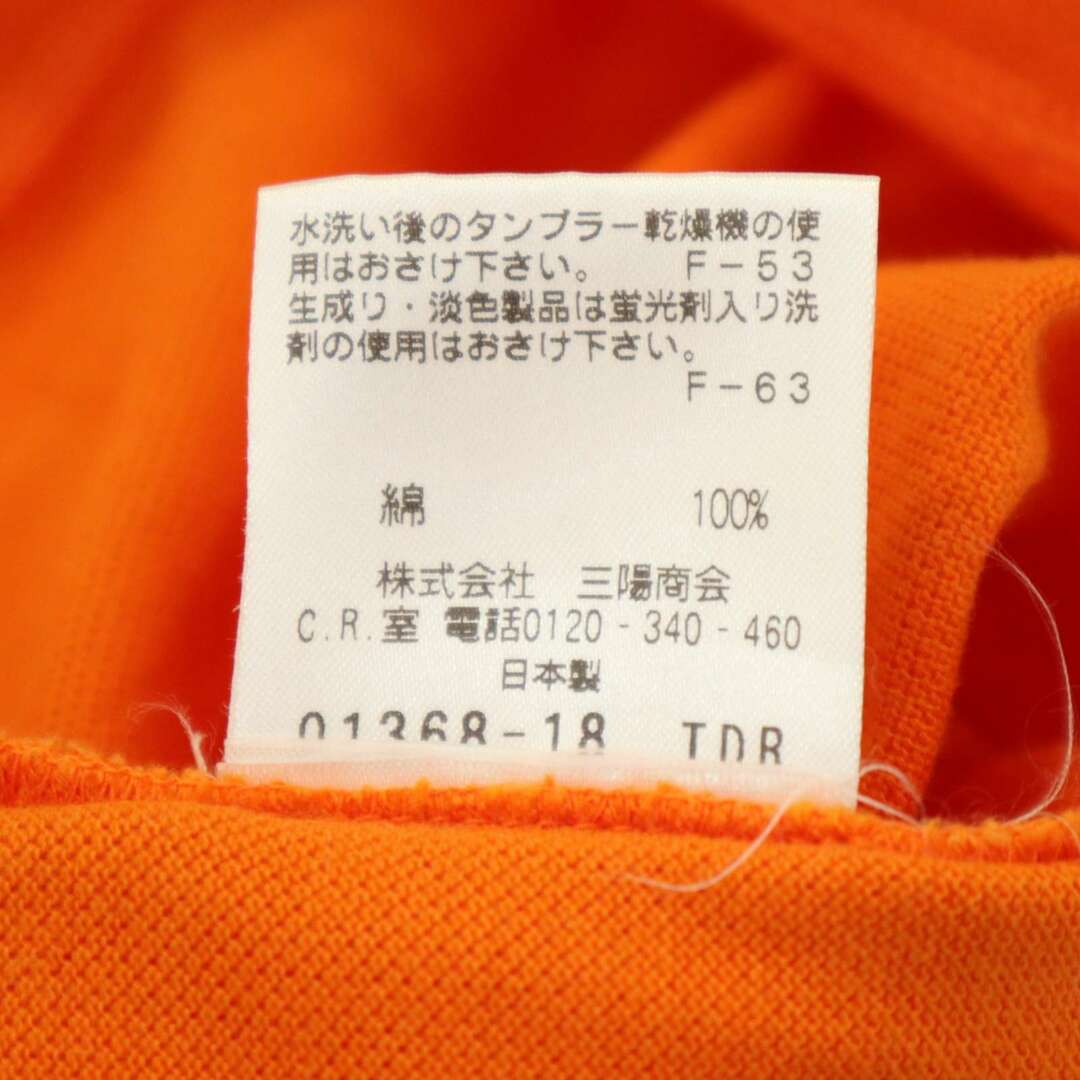 水洗い後のタンブラー乾燥機の使
用はおさけ下さい。 F-53
生成り・淡色製品は蛍光剤入り洗
剤の使用はおさけ下さい。
F-63
綿 100%
株式会社 三陽商会
C.R.室 電話0120-340-460
日本製
01368-18 TDR